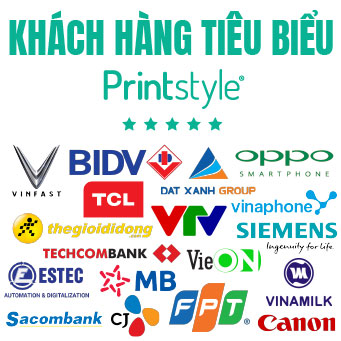 KHÁCH HÀNG TIÊU BIỂU
Printstyle®
VINFAST
BIDV
oppo
SMARTPHONE
TCL
DAT XANH GROUP
thegioididong.com
VTV
vinaphone
SIEMENS
Ingenuity for life.
TECHCOMBANK
VieON
ESTEC
AUTOMATION & DIGITALIZATION
MB
VM
VINAMILK
Sacombank
CJ
FPT®
Canon